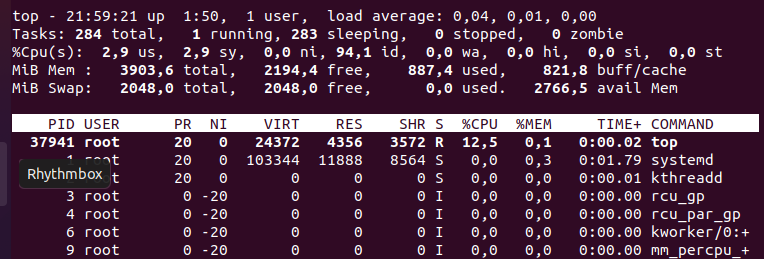 top - 21:59:21 up  1:50,  1 user,  load average: 0,04, 0,01, 0,00
Tasks: 284 total,   1 running, 283 sleeping,   0 stopped,   0 zombie
%Cpu(s):  2,9 us,  2,9 sy,  0,0 ni, 94,1 id,  0,0 wa,  0,0 hi,  0,0 si,  0,0 st
MiB Mem :   3903,6 total,   2194,4 free,    887,4 used,    821,8 buff/cache
MiB Swap:   2048,0 total,   2048,0 free,      0,0 used.   2766,5 avail Mem
PID USER      PR  NI    VIRT    RES    SHR S  %CPU  %MEM     TIME+ COMMAND
37941 root      20   0   24372   4356   3572 R  12,5   0,1   0:00.02 top
1 root      20   0  103344  11888   8564 S   0,0   0,3   0:01.79 systemd
20   0       0      0      0 S   0,0   0,0   0:00.01 kthreadd
Rhythmbox
3 root       0 -20       0      0      0 I   0,0   0,0   0:00.00 rcu_gp
4 root       0 -20       0      0      0 I   0,0   0,0   0:00.00 rcu_par_gp
6 root       0 -20       0      0      0 I   0,0   0,0   0:00.00 kworker/0:+
9 root       0 -20       0      0      0 I   0,0   0,0   0:00.00 mm_percpu_+